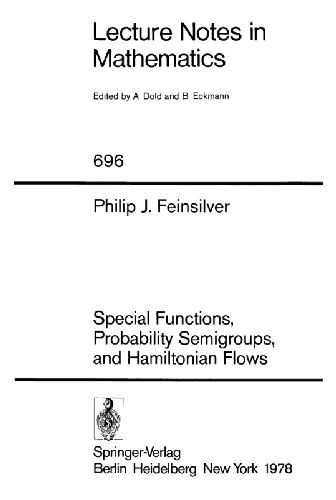 Lecture Notes in
Mathematics
Edited by A. Dold and B. Eckmann
696
Philip J. Feinsilver
Special Functions,
Probability Semigroups,
and Hamiltonian Flows
Springer-Verlag
Berlin Heidelberg New York 1978